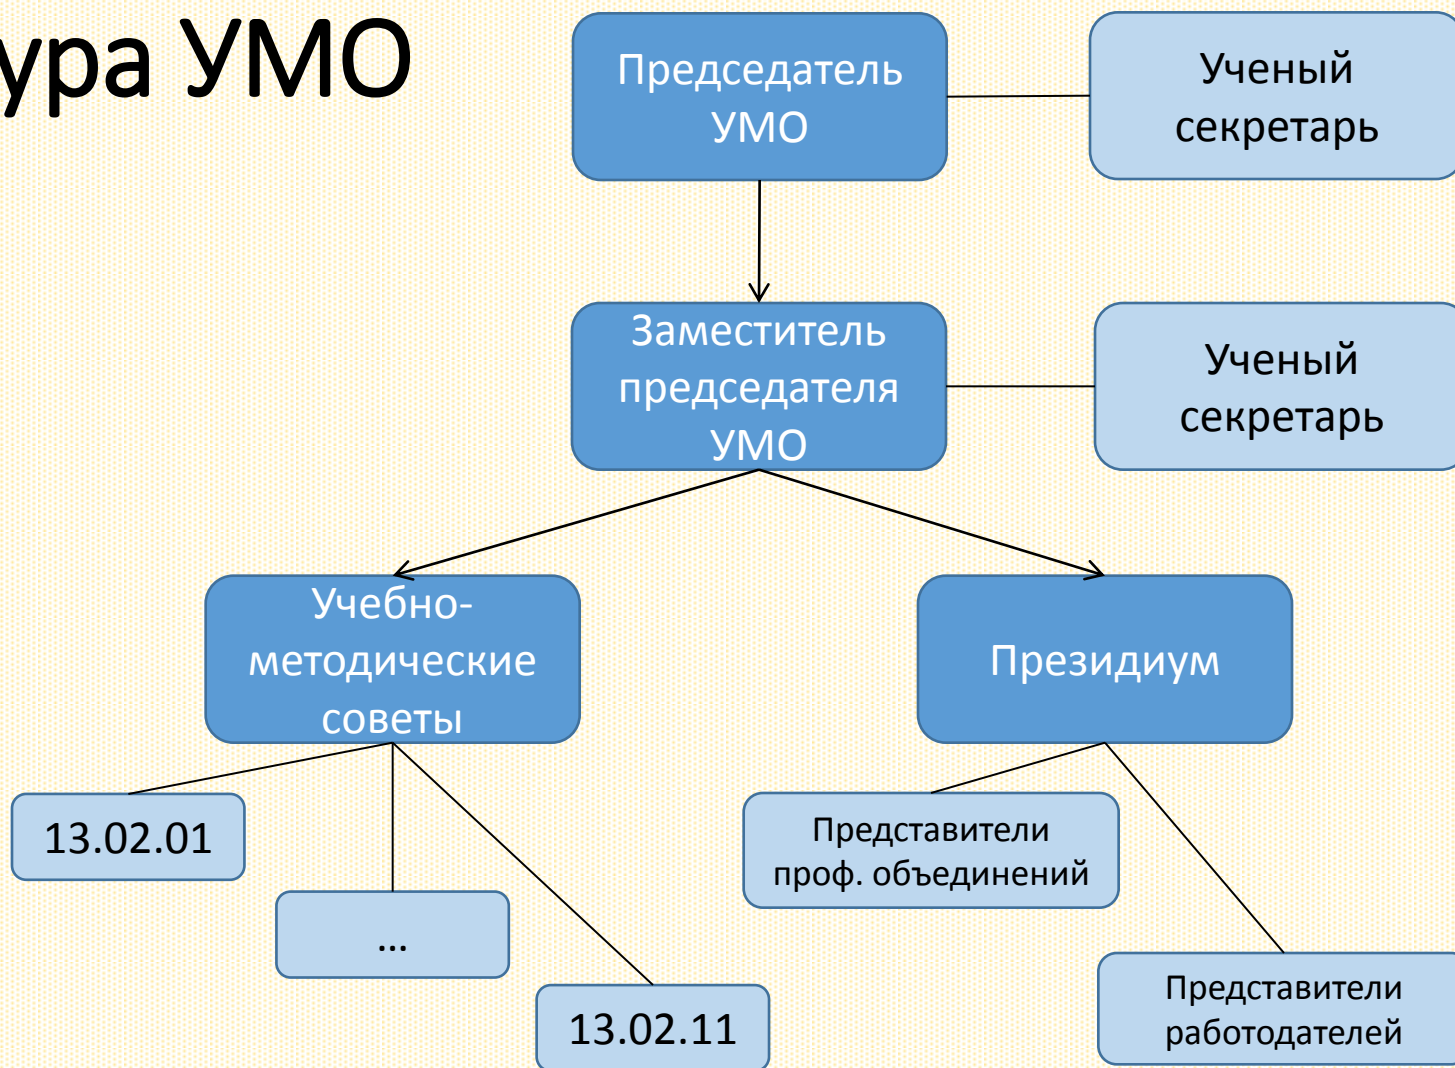 ура УМО
Председатель
УМО
Ученый
секретарь
Заместитель
председателя
УМО
Ученый
секретарь
Учебно-
методические
советы
Президиум
13.02.01
...
13.02.11
Представители
проф. объединений
Представители
работодателей